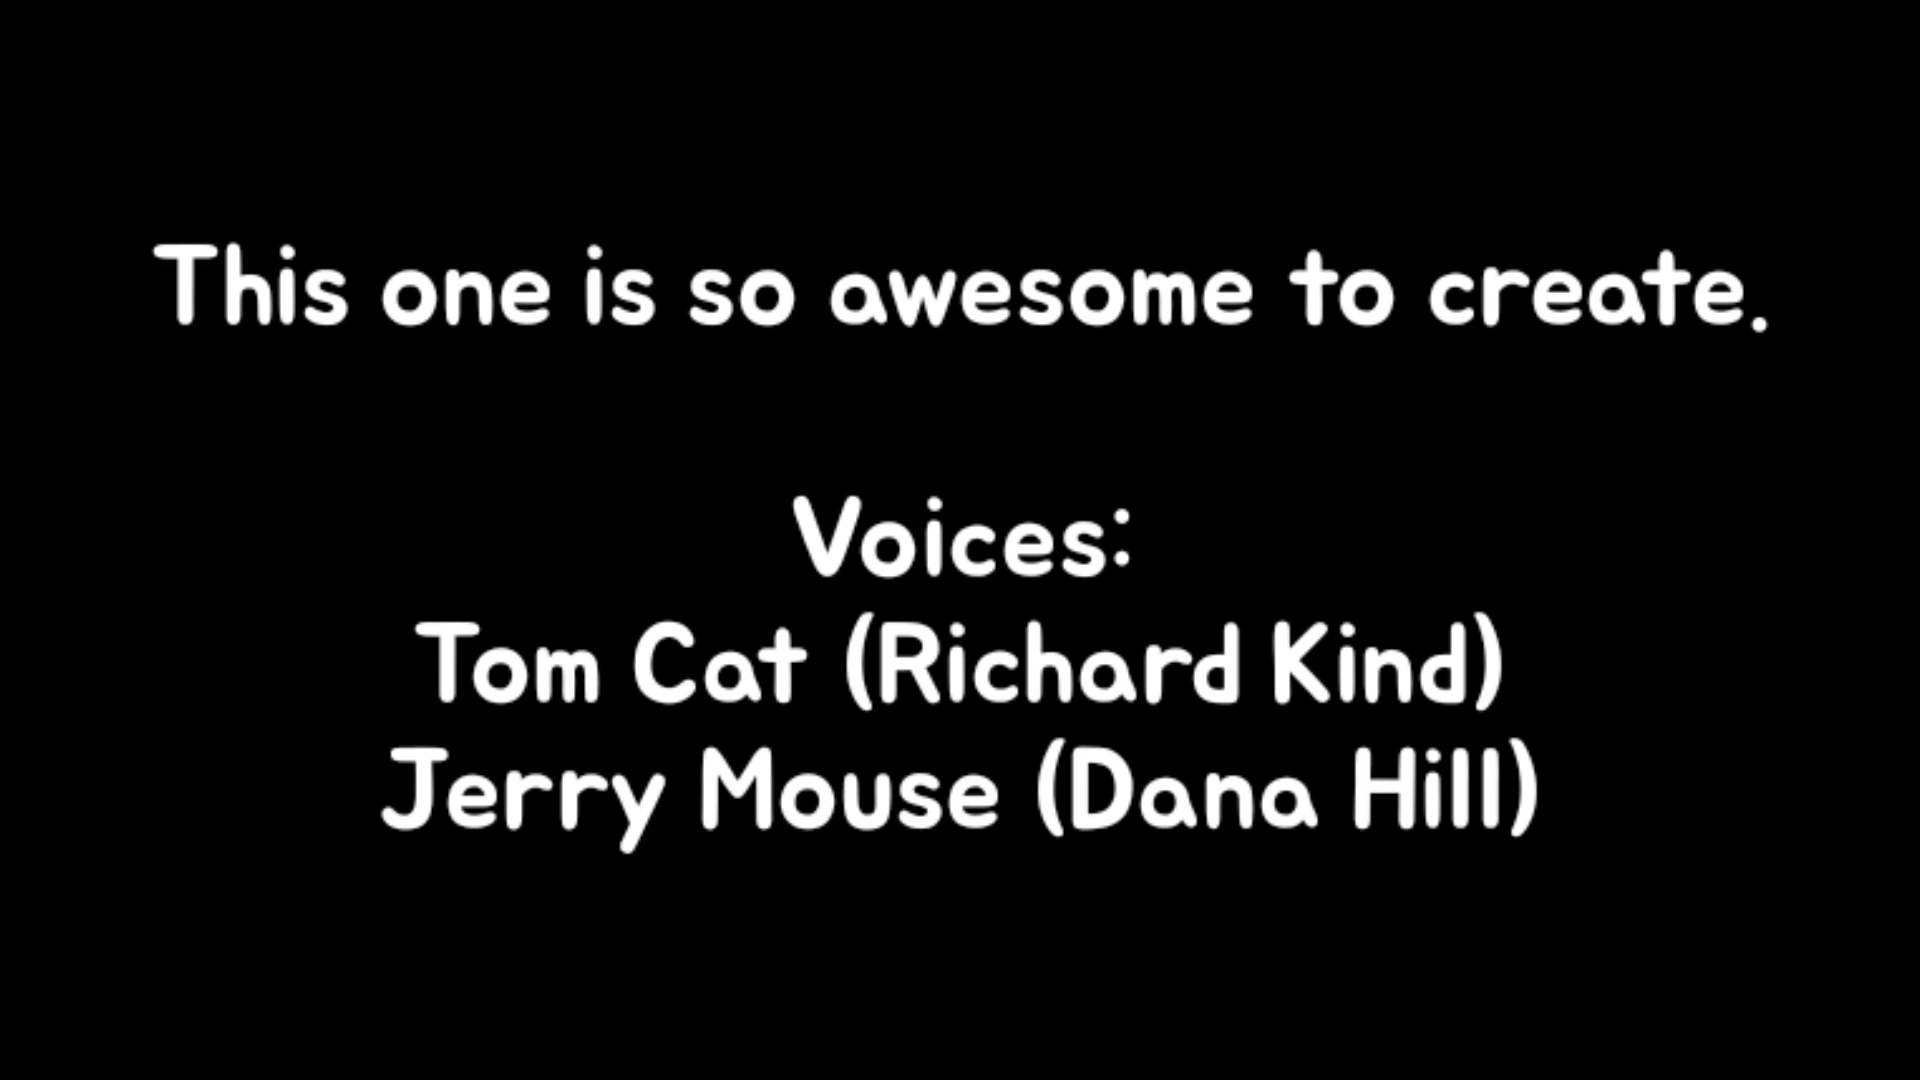 This one is so awesome to create.
Voices:
Tom Cat (Richard Kind)
Jerry Mouse (Dana Hill)